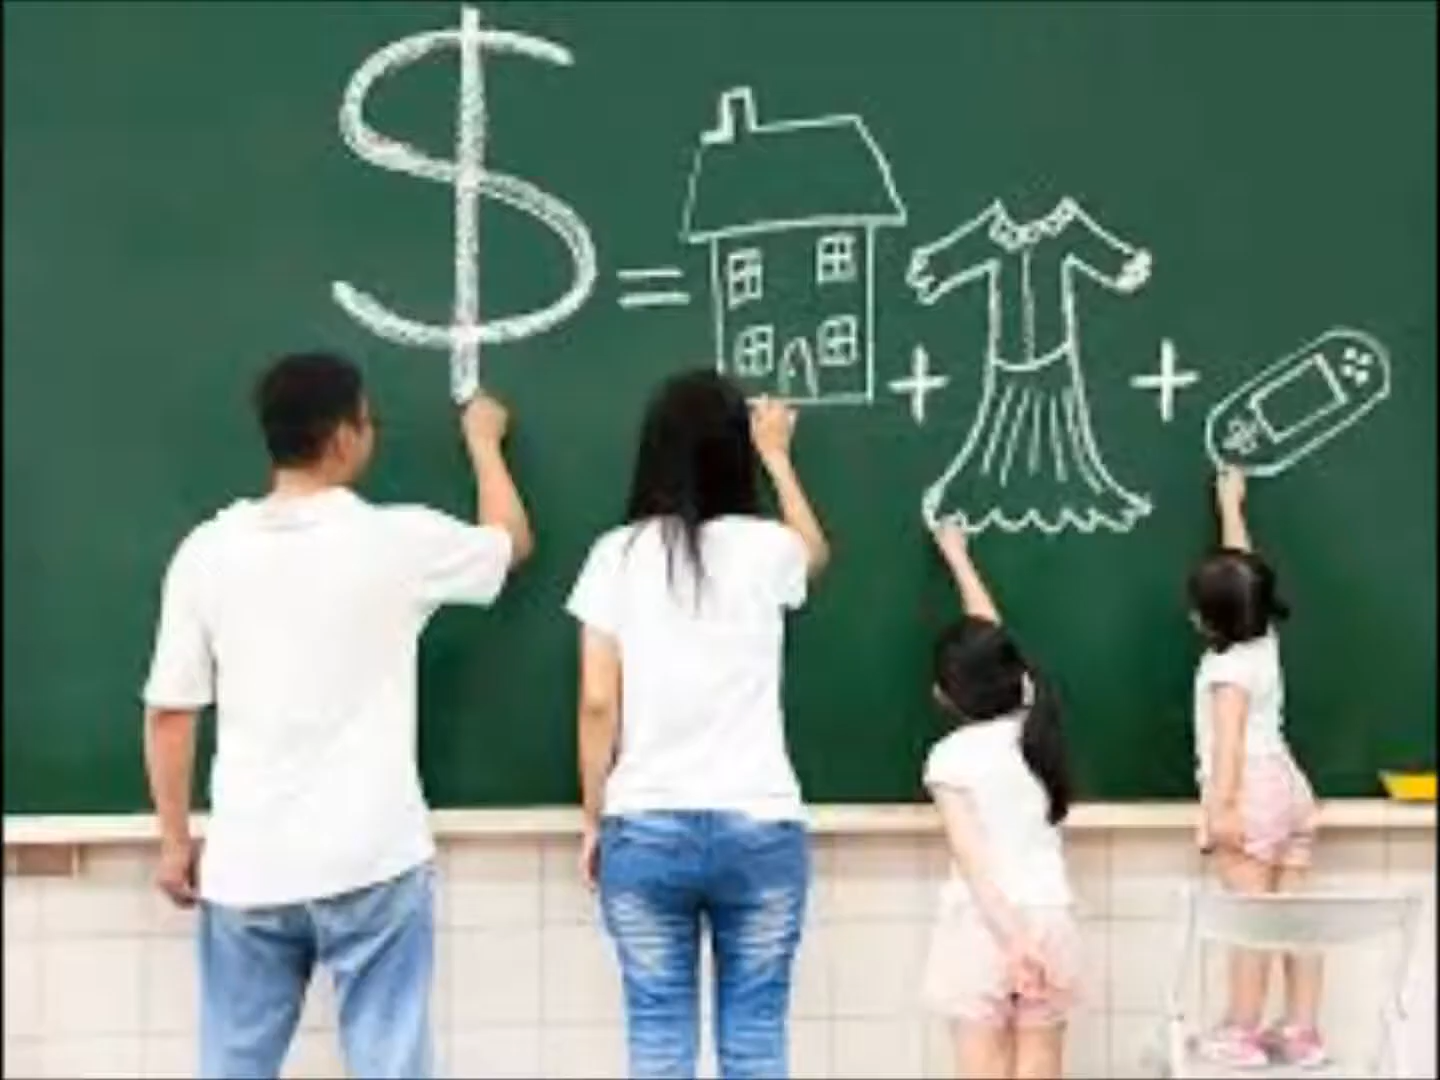 $ = + +